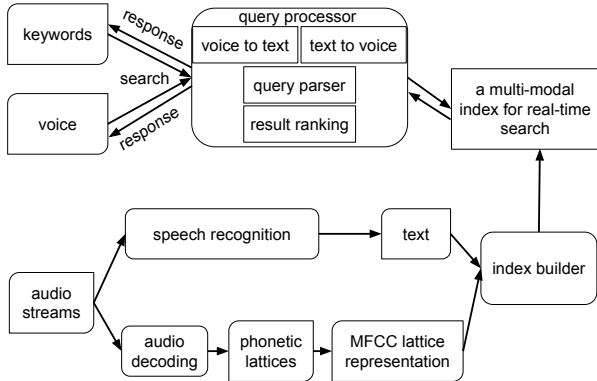 keywords
response
search
voice
response
query processor
voice to text
text to voice
query parser
result ranking
a multi-modal
index for real-time
search
speech recognition
text
index builder
audio
streams
audio
decoding
phonetic
lattices
MFCC lattice
representation